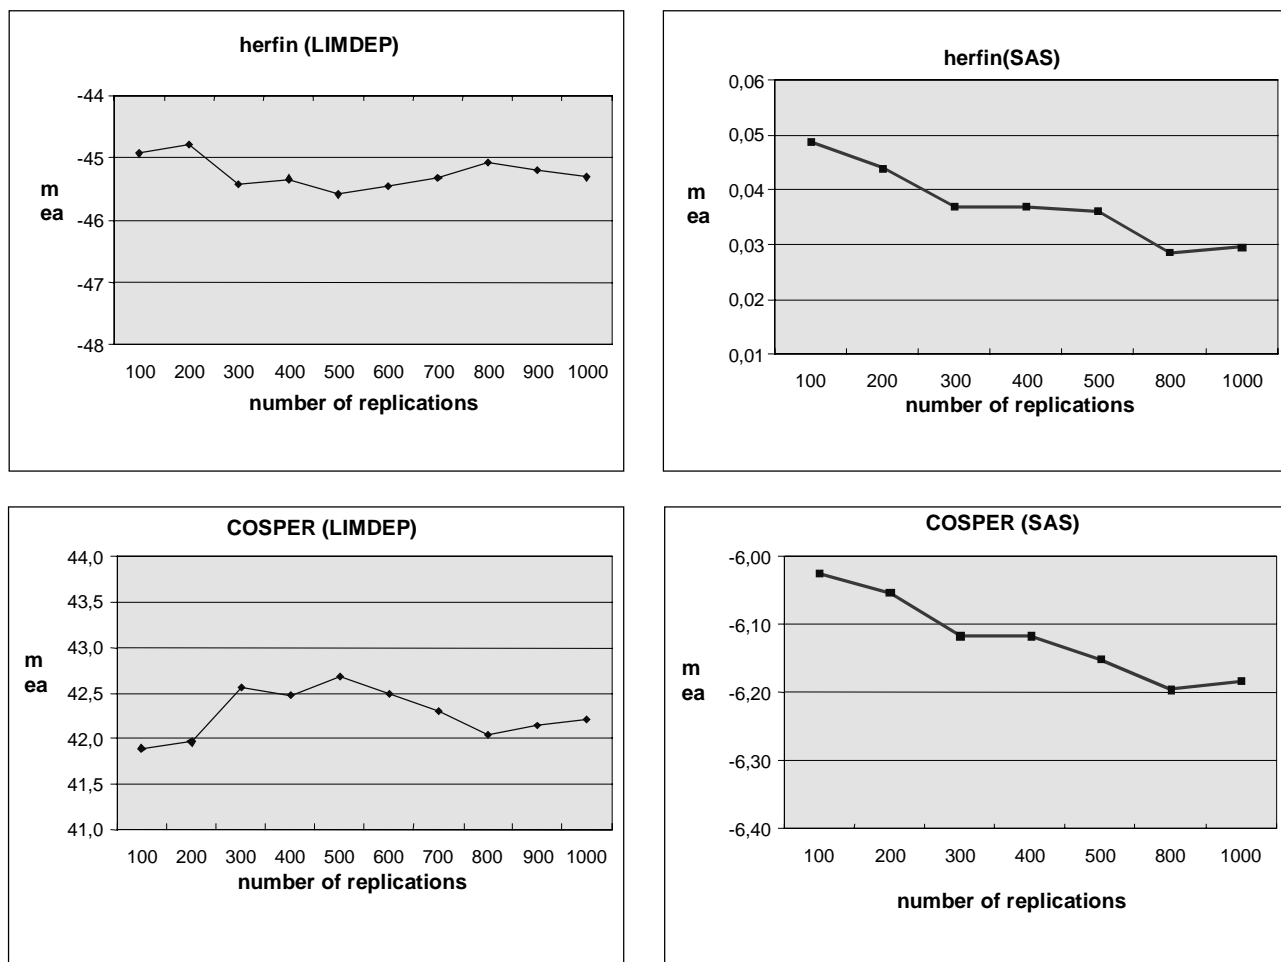 herfin (LIMDEP)
-44
-45
-46
-47
-48
m
ea
100 200 300 400 500 600 700 800 900 1000
number of replications
herfin(SAS)
0,06
0,05
0,04
0,03
0,02
0,01
m
ea
100 200 300 400 500 800 1000
number of replications
COSPER (LIMDEP)
44,0
43,5
43,0
42,5
42,0
41,5
41,0
m
ea
100 200 300 400 500 600 700 800 900 1000
number of replications
COSPER (SAS)
-6,00
-6,10
-6,20
-6,30
-6,40
m
ea
100 200 300 400 500 800 1000
number of replications